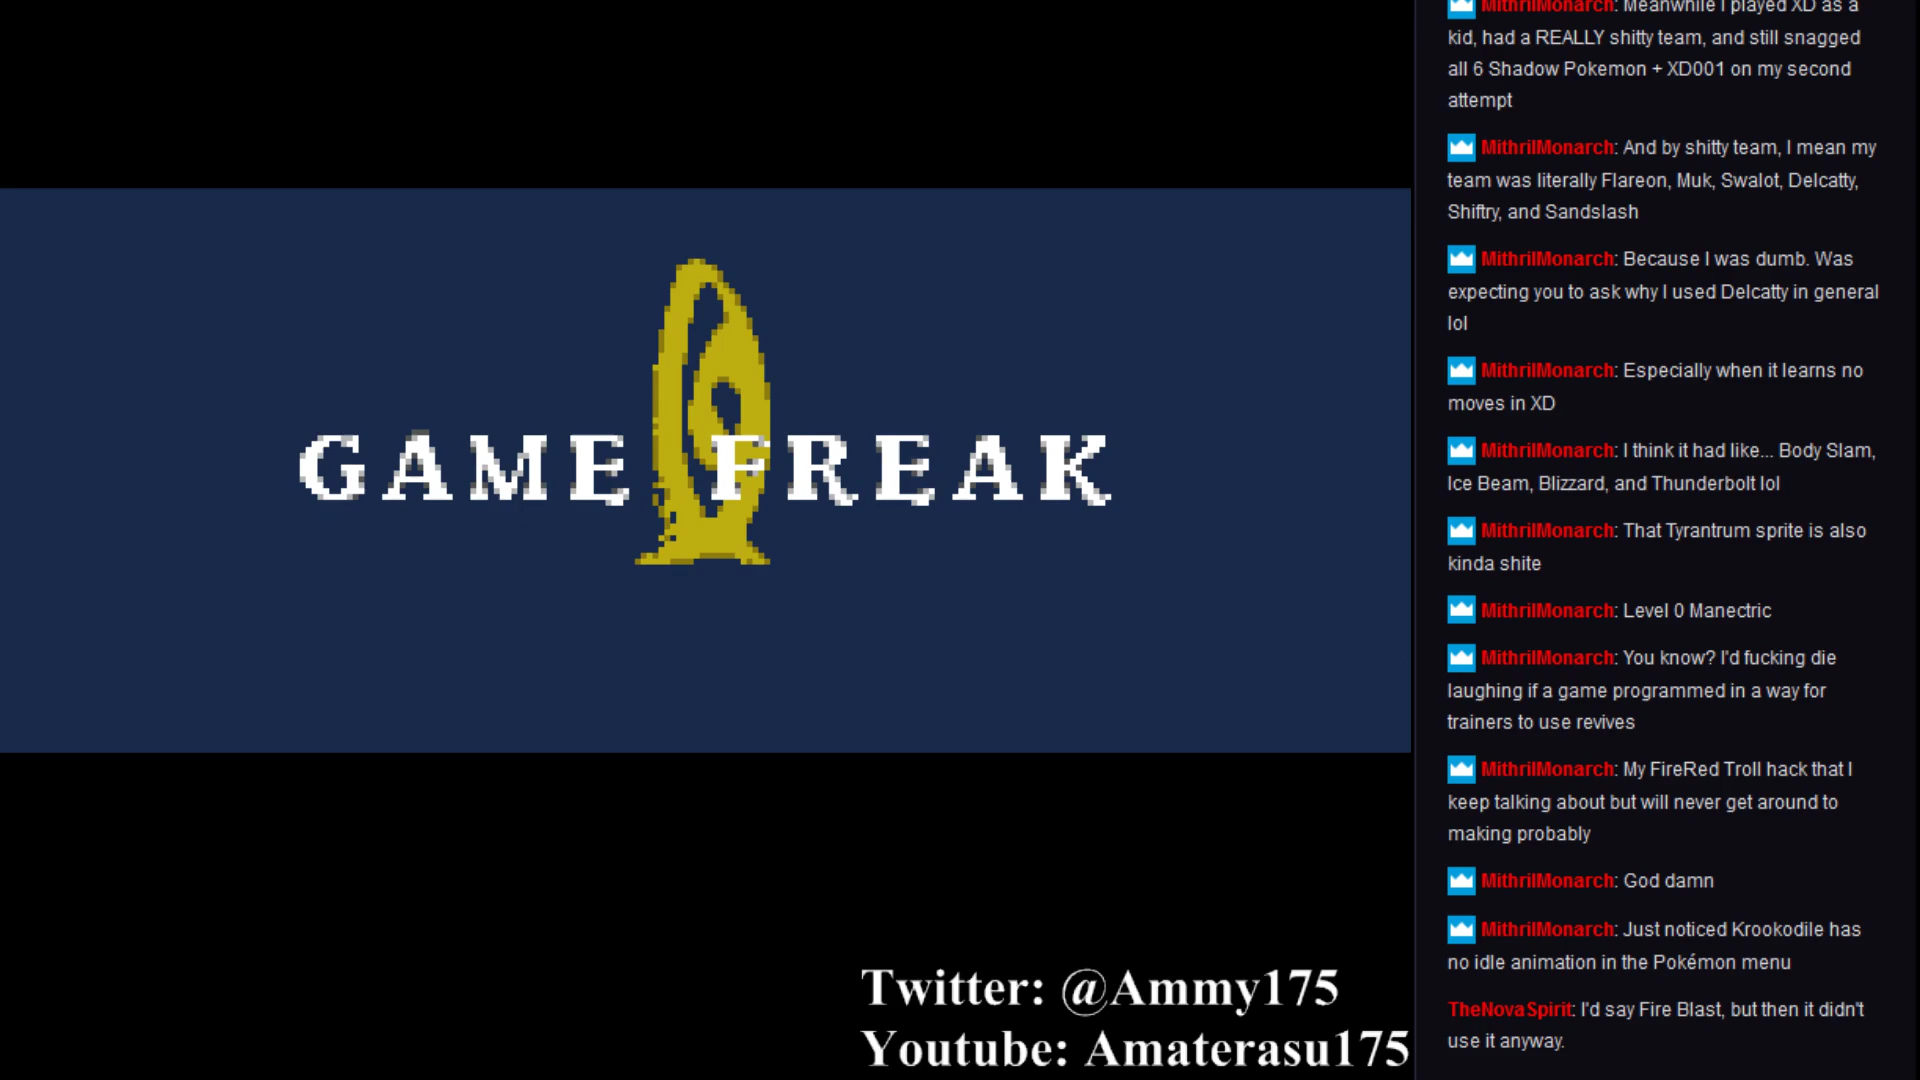 GAME FREAK
Twitter: @Ammy175
Youtube: Amaterasu175
MithrilMonarch: Meanwhile I played XD as a
kid, had a REALLY shitty team, and still snagged
all 6 Shadow Pokemon + XD001 on my second
attempt
MithrilMonarch: And by shitty team, I mean my
team was literally Flareon, Muk, Swalot, Delcatty,
Shiftry, and Sandslash
MithrilMonarch: Because I was dumb. Was
expecting you to ask why I used Delcatty in general
lol
MithrilMonarch: Especially when it learns no
moves in XD
MithrilMonarch: I think it had like... Body Slam,
Ice Beam, Blizzard, and Thunderbolt lol
MithrilMonarch: That Tyrantrum sprite is also
kinda shite
MithrilMonarch: Level 0 Manectric
MithrilMonarch: You know? I'd fucking die
laughing if a game programmed in a way for
trainers to use revives
MithrilMonarch: My FireRed Troll hack that I
keep talking about but will never get around to
making probably
MithrilMonarch: God damn
MithrilMonarch: Just noticed Krookodile has
no idle animation in the Pokémon menu
TheNovaSpirit: I'd say Fire Blast, but then it didn't
use it anyway.